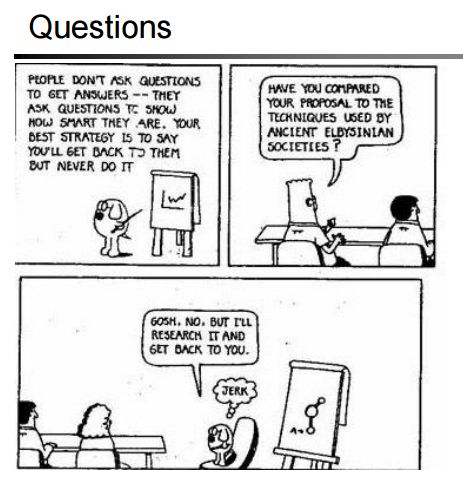 Questions
PEOPLE DON'T ASK QUESTIONS
TO GET ANSWERS -- THEY
ASK QUESTIONS TO SHOW
HOW SMART THEY ARE. YOUR
BEST STRATEGY IS TO SAY
YOU'LL GET BACK TO THEM
BUT NEVER DO IT
HAVE YOU COMPARED
YOUR PROPOSAL TO THE
TECHNIQUES USED BY
ANCIENT ELBYSINIAN
SOCIETIES?
GOSH, NO, BUT I'LL
RESEARCH IT AND
GET BACK TO YOU.
JERK
A→